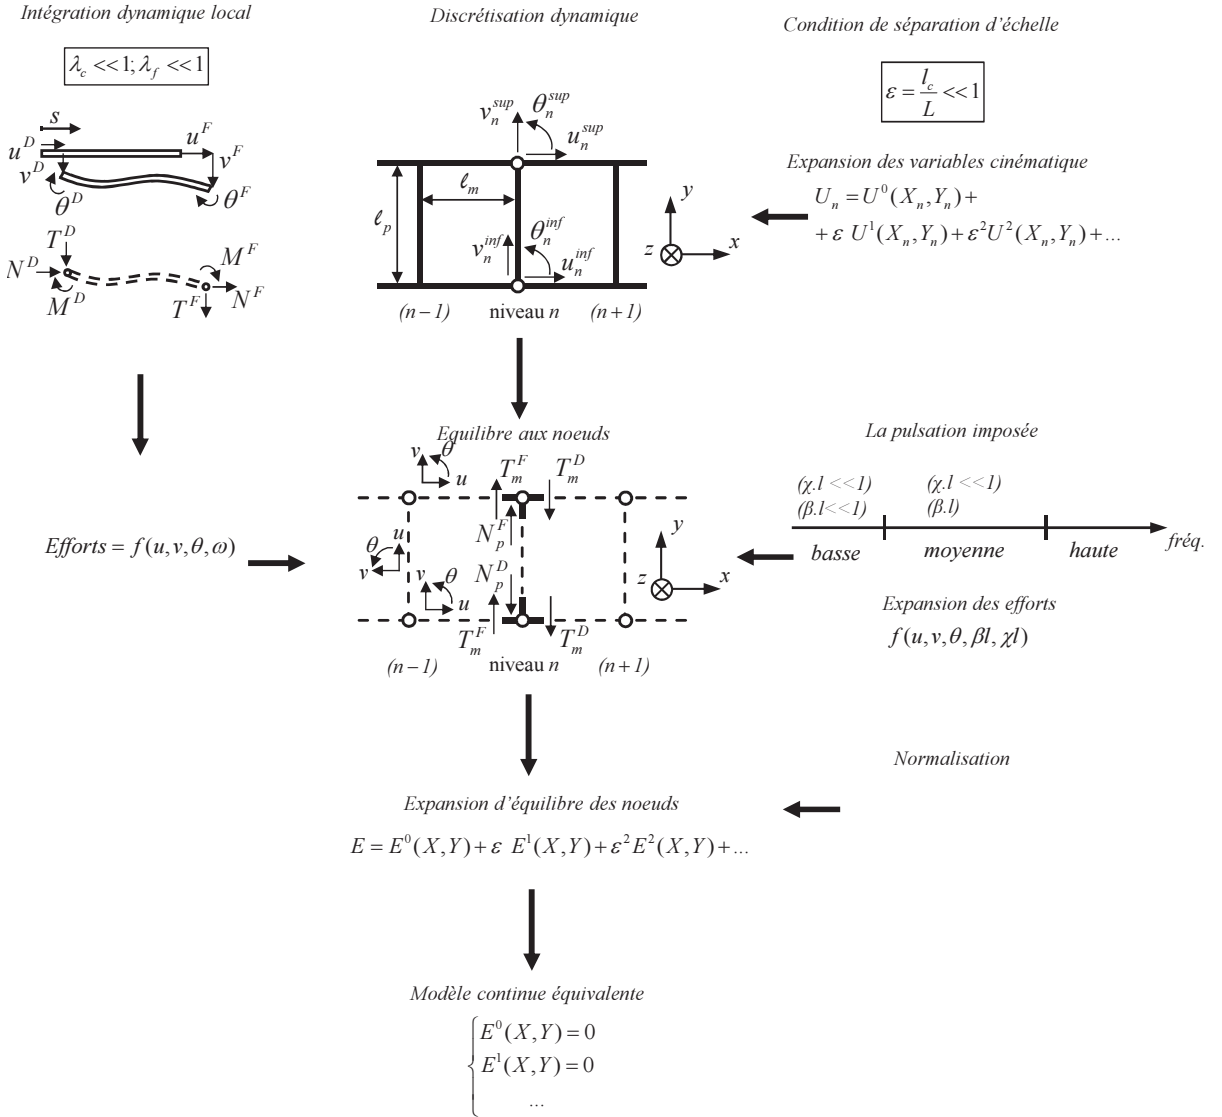 Intégration dynamique local
λ_c <<1; λ_f <<1
s
u^D
u^F
v^D
v^F
θ^D
θ^F
T^D
N^D
M^D
M^F
T^F
N^F
Discrétisation dynamique
v_n^{sup}
θ_n^{sup}
u_n^{sup}
ℓ_m
ℓ_p
v_n^{inf}
θ_n^{inf}
u_n^{inf}
y
z
x
(n−1)
niveau n
(n+1)
Condition de séparation d'échelle
ε = l_c / L <<1
Expansion des variables cinématique
U_n = U^0(X_n, Y_n) +
+ ε U^1(X_n, Y_n) + ε^2 U^2(X_n, Y_n) + ...
Efforts = f(u, v, θ, ω)
Equilibre aux noeuds
v
θ
u
T_m^F
T_m^D
N_p^F
u
θ
v
N_p^D
v
θ
u
T_m^F
T_m^D
y
z
x
(n−1)
niveau n
(n+1)
La pulsation imposée
(χ.l <<1)
(β.l<<1)
(χ.l <<1)
(β.l)
basse
moyenne
haute
fréq.
Expansion des efforts
f(u, v, θ, βl, χl)
Normalisation
Expansion d'équilibre des noeuds
E = E^0(X, Y) + ε E^1(X, Y) + ε^2 E^2(X, Y) + ...
Modèle continue équivalente
E^0(X, Y) = 0
E^1(X, Y) = 0
...